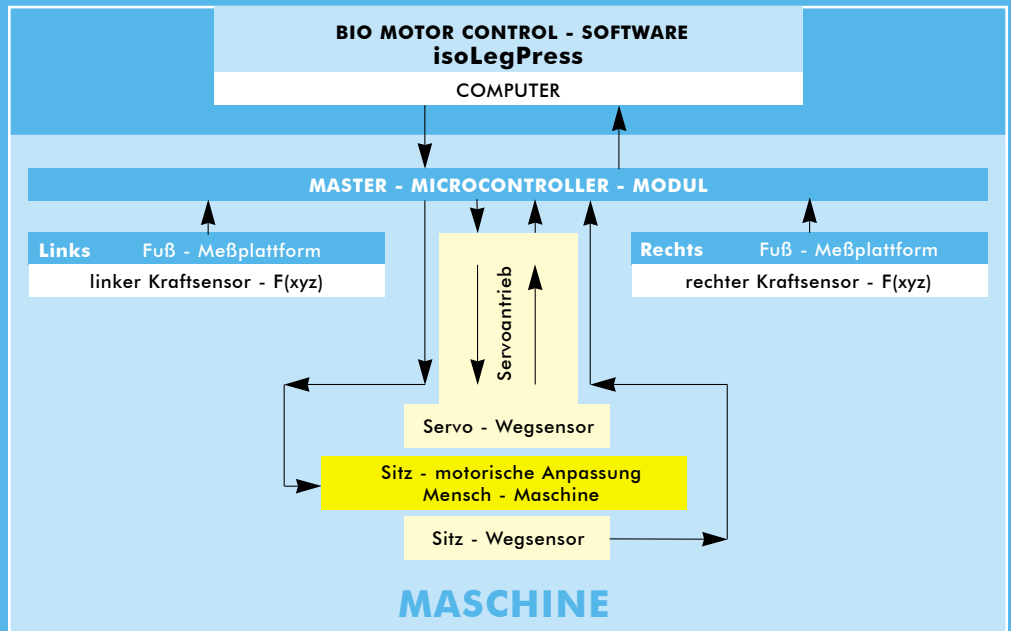 BIO MOTOR CONTROL - SOFTWARE
isoLegPress
COMPUTER
MASTER - MICROCONTROLLER - MODUL
Links Fuß - Meßplattform
linker Kraftsensor - F(xyz)
Rechts Fuß - Meßplattform
rechter Kraftsensor - F(xyz)
Servoantrieb
Servo - Wegsensor
Sitz - motorische Anpassung
Mensch - Maschine
Sitz - Wegsensor
MASCHINE